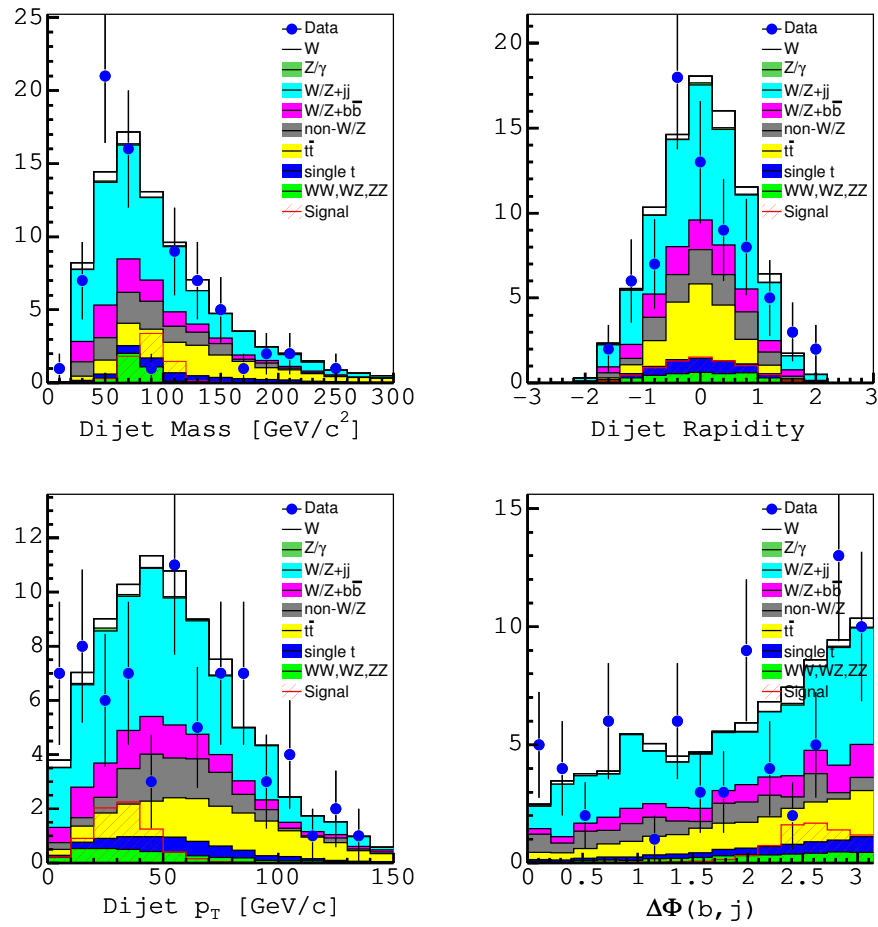 25
20
15
10
5
0
0 50 100 150 200 250 300
Dijet Mass [GeV/c²]
Data
W
Z/γ
W/Z+jj
W/Z+bb̅
non-W/Z
tt̅
single t
WW,WZ,ZZ
Signal
20
15
10
5
0
−3 −2 −1 0 1 2 3
Dijet Rapidity
Data
W
Z/γ
W/Z+jj
W/Z+bb̅
non-W/Z
tt̅
single t
WW,WZ,ZZ
Signal
12
10
8
6
4
2
0
0 50 100 150
Dijet p_T [GeV/c]
Data
W
Z/γ
W/Z+jj
W/Z+bb̅
non-W/Z
tt̅
single t
WW,WZ,ZZ
Signal
15
10
5
0
0 0.5 1 1.5 2 2.5 3
ΔΦ(b,j)
Data
W
Z/γ
W/Z+jj
W/Z+bb̅
non-W/Z
tt̅
single t
WW,WZ,ZZ
Signal